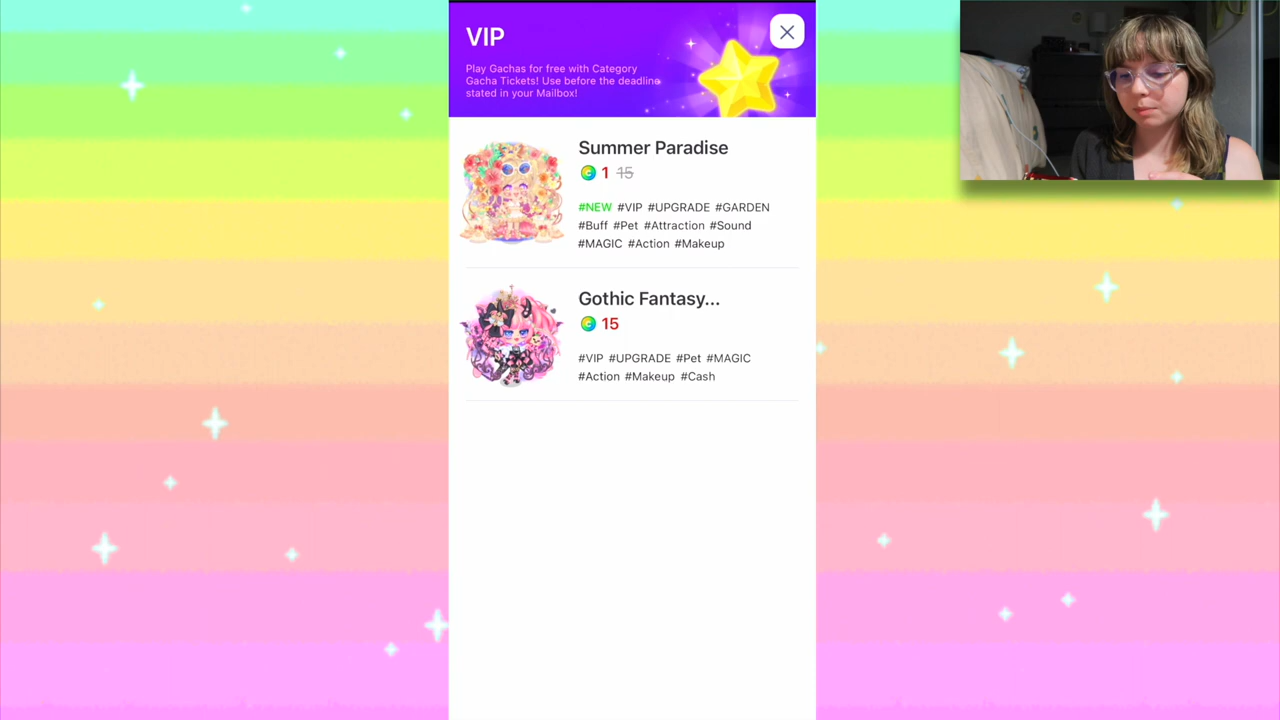 VIP
Play Gachas for free with Category
Gacha Tickets! Use before the deadline
stated in your Mailbox!
Summer Paradise
1 15
#NEW #VIP #UPGRADE #GARDEN
#Buff #Pet #Attraction #Sound
#MAGIC #Action #Makeup
Gothic Fantasy...
15
#VIP #UPGRADE #Pet #MAGIC
#Action #Makeup #Cash